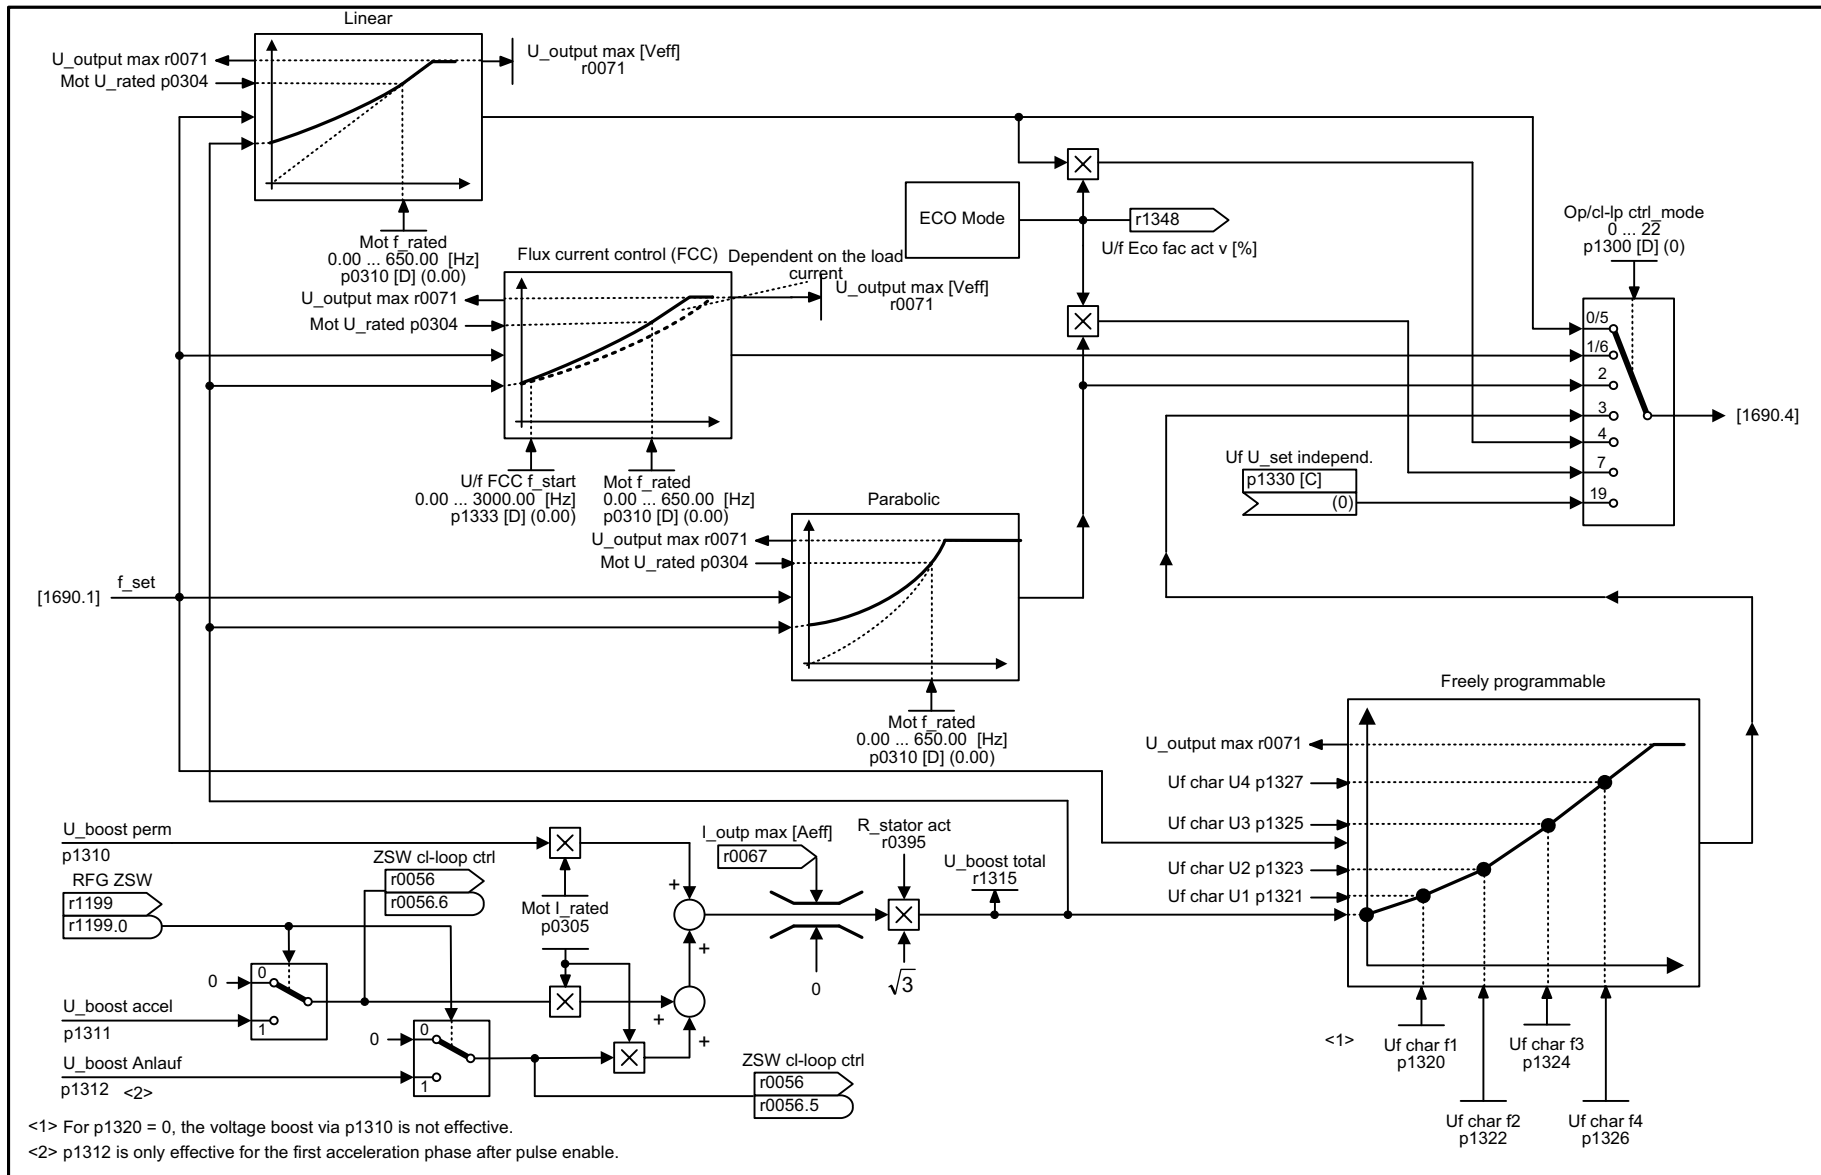 Linear
U_output max r0071
Mot U_rated p0304
U_output max [Veff]
r0071
Mot f_rated
0.00 ... 650.00 [Hz]
p0310 [D] (0.00)
ECO Mode
r1348
U/f Eco fac act v [%]
Op/cl-lp ctrl_mode
0 ... 22
p1300 [D] (0)
Flux current control (FCC)
Dependent on the load
current
U_output max r0071
Mot U_rated p0304
U_output max [Veff]
r0071
U/f FCC f_start
0.00 ... 3000.00 [Hz]
p1333 [D] (0.00)
Mot f_rated
0.00 ... 650.00 [Hz]
p0310 [D] (0.00)
0/5
1/6
2
3
4
7
19
[1690.4]
Uf U_set independ.
p1330 [C]
(0)
Parabolic
U_output max r0071
Mot U_rated p0304
[1690.1]
f_set
Mot f_rated
0.00 ... 650.00 [Hz]
p0310 [D] (0.00)
Freely programmable
U_output max r0071
Uf char U4 p1327
Uf char U3 p1325
Uf char U2 p1323
Uf char U1 p1321
<1>
Uf char f1
p1320
Uf char f3
p1324
Uf char f2
p1322
Uf char f4
p1326
U_boost perm
p1310
RFG ZSW
r1199
r1199.0
ZSW cl-loop ctrl
r0056
r0056.6
Mot I_rated
p0305
I_outp max [Aeff]
r0067
R_stator act
r0395
U_boost total
r1315
+
+
+
+
0
√3
0
0
1
U_boost accel
p1311
0
0
1
U_boost Anlauf
p1312 <2>
ZSW cl-loop ctrl
r0056
r0056.5
<1> For p1320 = 0, the voltage boost via p1310 is not effective.
<2> p1312 is only effective for the first acceleration phase after pulse enable.